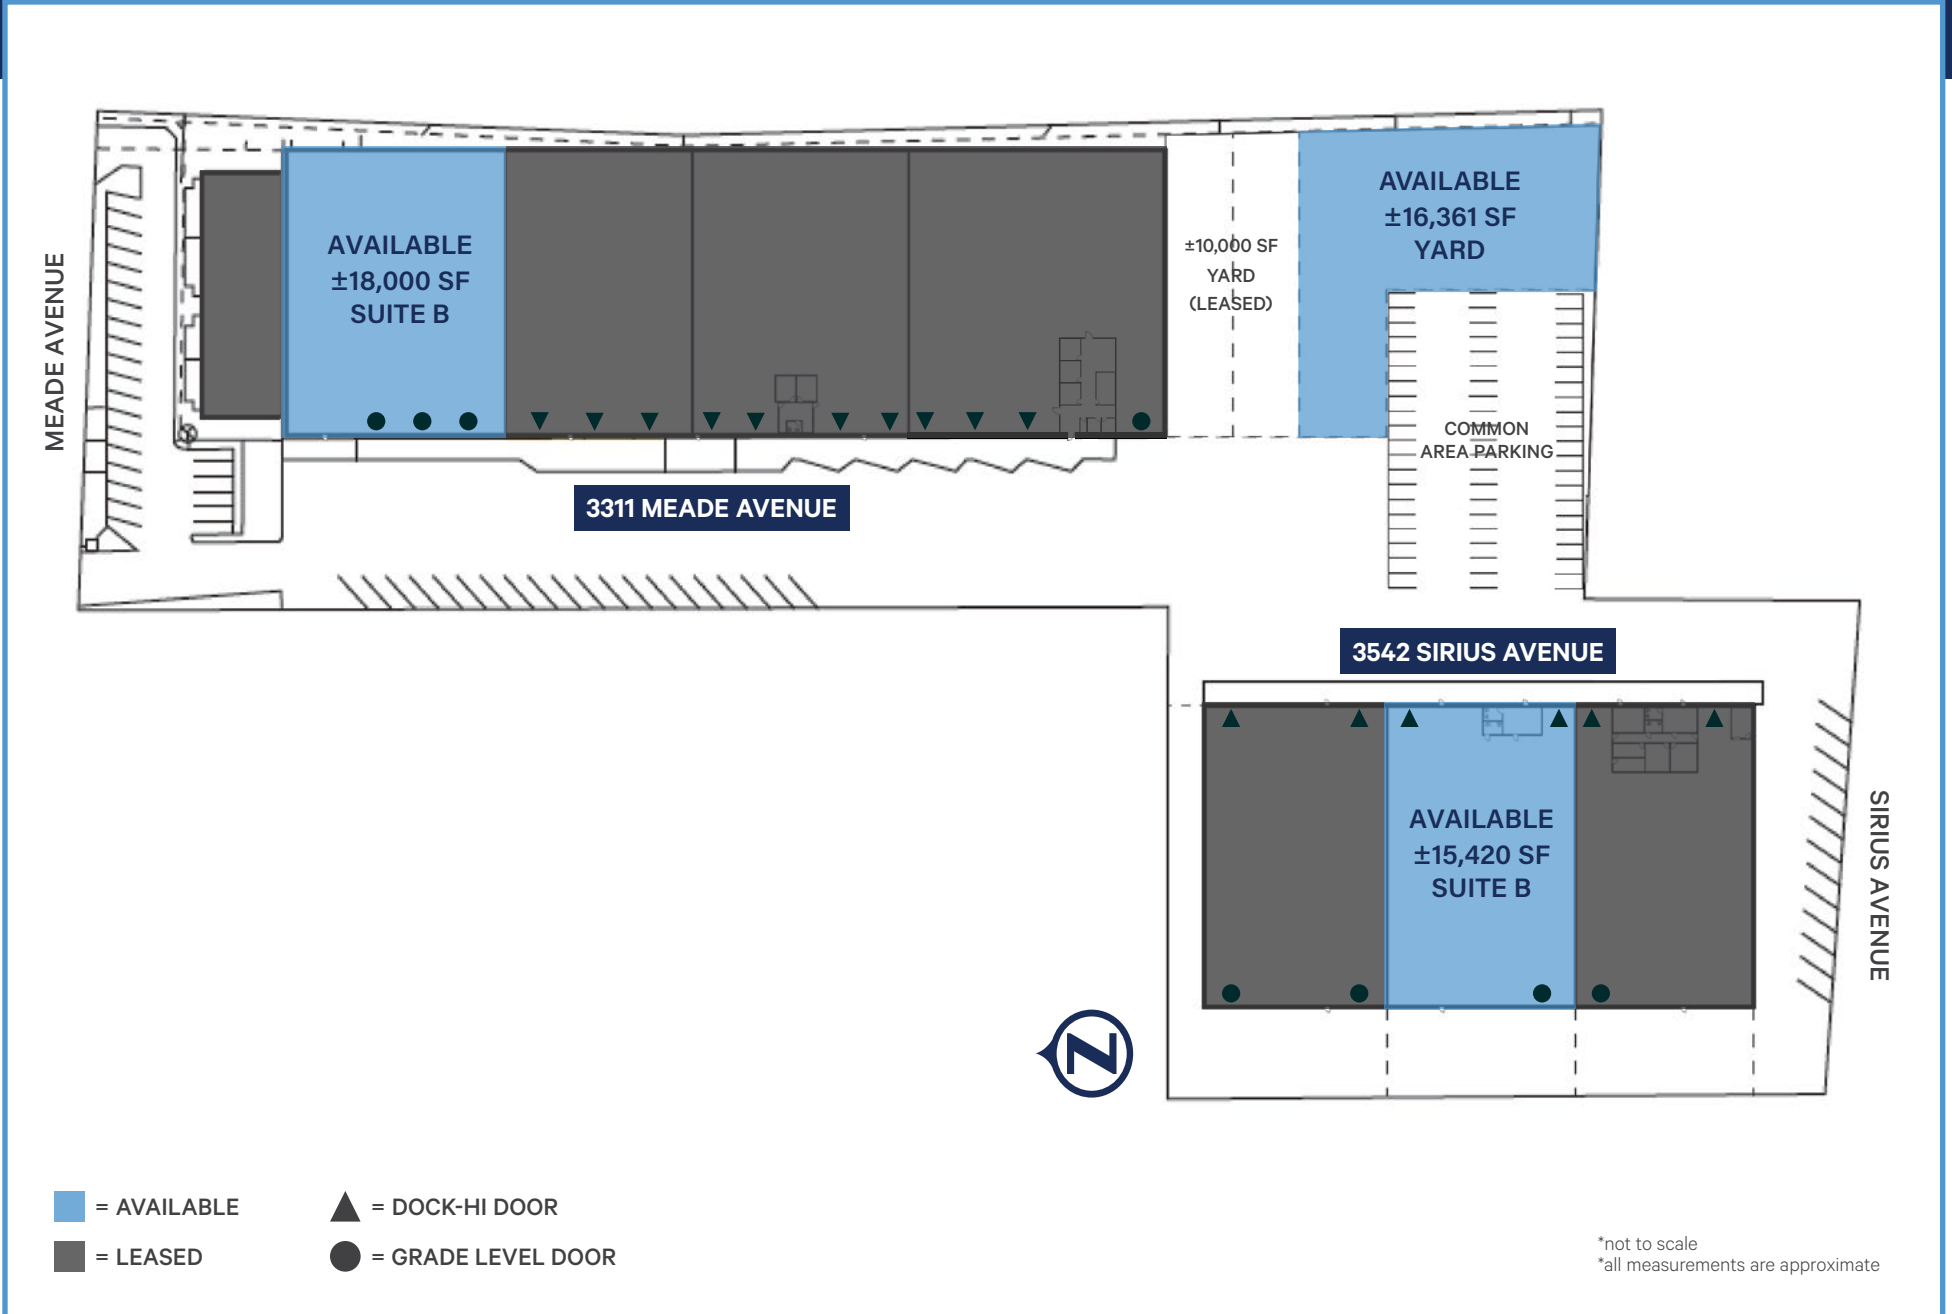 MEADE AVENUE
AVAILABLE
±18,000 SF
SUITE B
±10,000 SF
YARD
(LEASED)
AVAILABLE
±16,361 SF
YARD
COMMON
AREA PARKING
3311 MEADE AVENUE
3542 SIRIUS AVENUE
AVAILABLE
±15,420 SF
SUITE B
SIRIUS AVENUE
N
= AVAILABLE
= DOCK-HI DOOR
= LEASED
= GRADE LEVEL DOOR
*not to scale
*all measurements are approximate